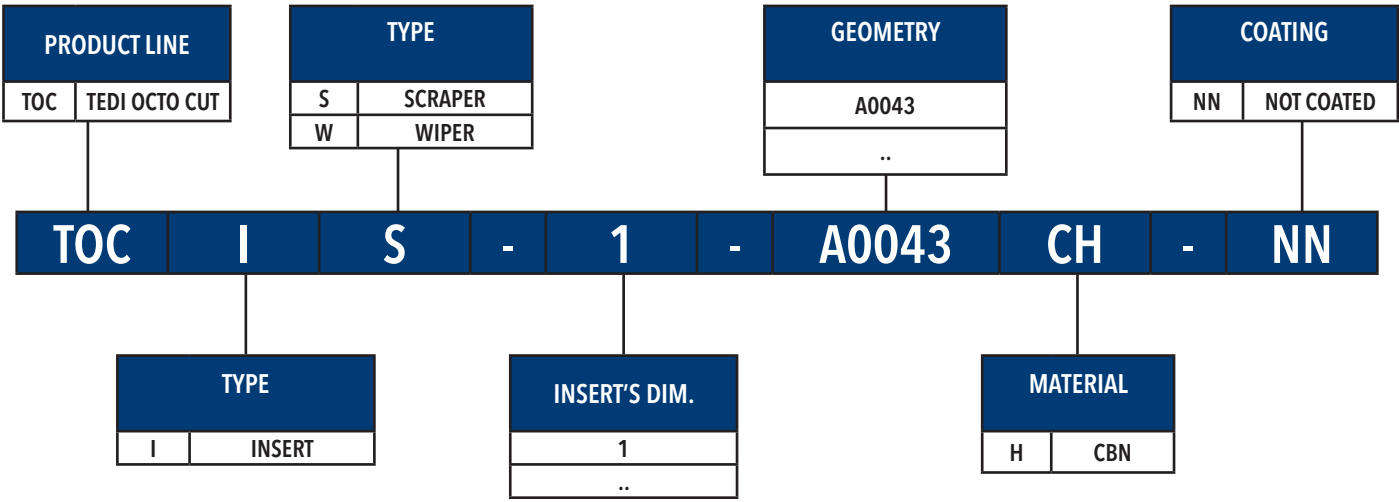 PRODUCT LINE
TOC TEDI OCTO CUT
TYPE
S SCRAPER
W WIPER
GEOMETRY
A0043
..
COATING
NN NOT COATED
TOC I S - 1 - A0043 CH - NN
TYPE
I INSERT
INSERT'S DIM.
1
..
MATERIAL
H CBN